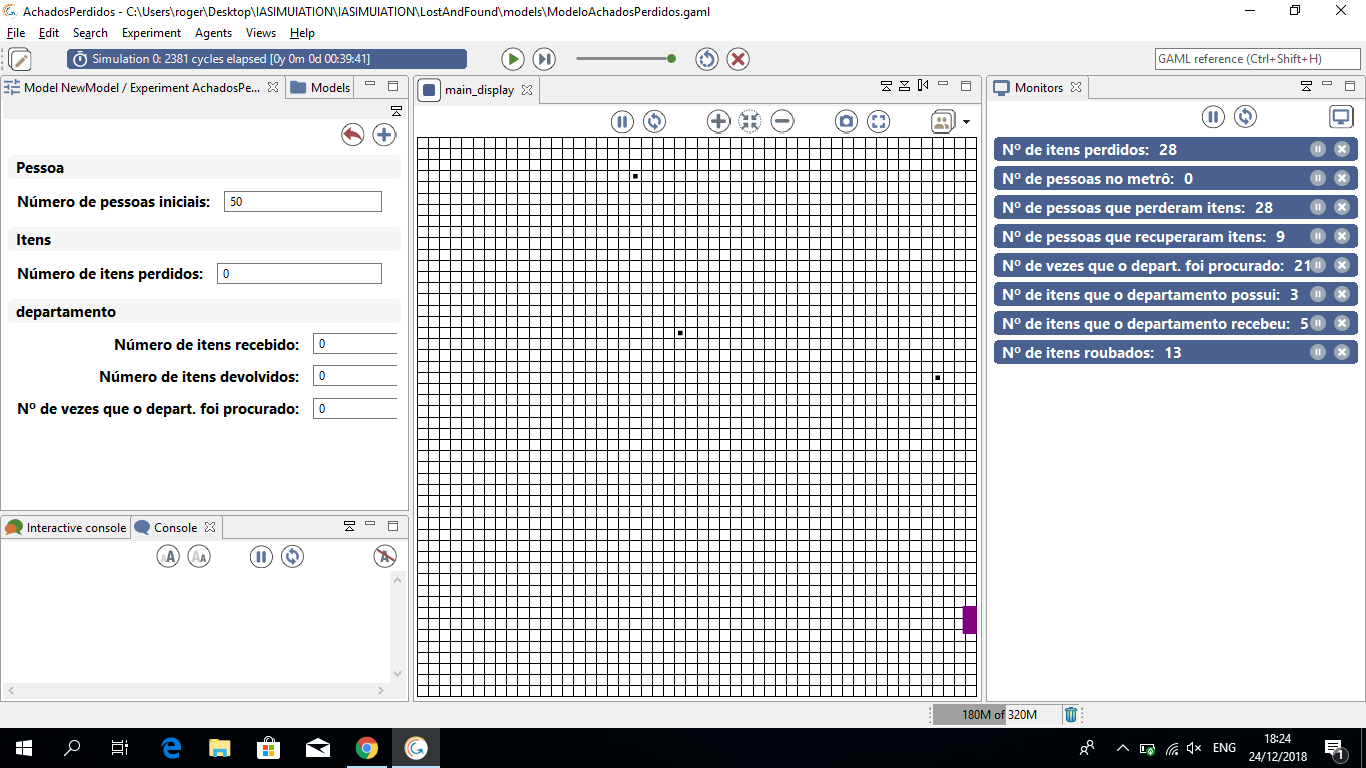 AchadosPerdidos - C:\Users\roger\Desktop\IASIMUlATION\IASIMUlATION\LostAndFound\models\ModeloAchadosPerdidos.gaml
File Edit Search Experiment Agents Views Help
Simulation 0: 2381 cycles elapsed [0y 0m 0d 00:39:41]
GAML reference (Ctrl+Shift+H)
Model NewModel / Experiment AchadosPe...
Models
Pessoa
Número de pessoas iniciais: 50
Itens
Número de itens perdidos: 0
departamento
Número de itens recebido: 0
Número de itens devolvidos: 0
Nº de vezes que o depart. foi procurado: 0
Interactive console
Console
main_display
Monitors
Nº de itens perdidos: 28
Nº de pessoas no metrô: 0
Nº de pessoas que perderam itens: 28
Nº de pessoas que recuperaram itens: 9
Nº de vezes que o depart. foi procurado: 21
Nº de itens que o departamento possui: 3
Nº de itens que o departamento recebeu: 5
Nº de itens roubados: 13
180M of 320M
ENG
18:24
24/12/2018
1